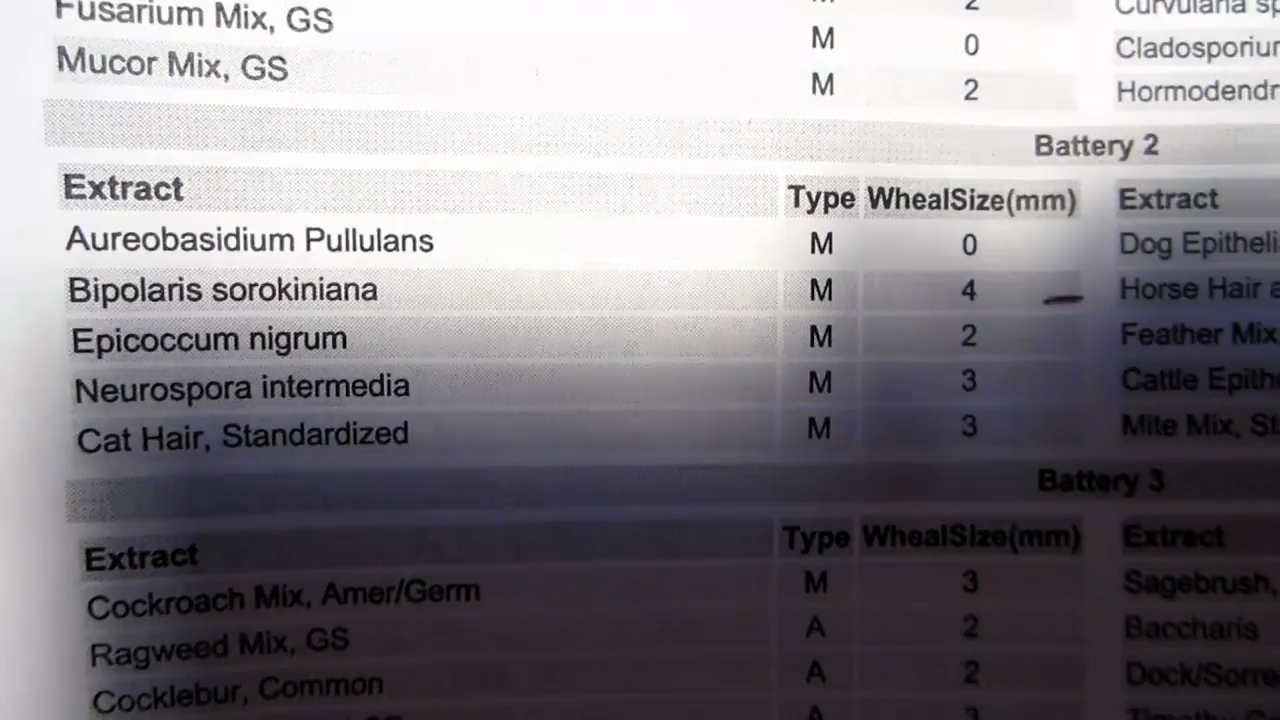 Fusarium Mix, GS M 0 Cladosporium
Mucor Mix, GS M 2 Hormodendr
Battery 2
Extract Type WhealSize(mm) Extract
Aureobasidium Pullulans M 0 Dog Epitheli
Bipolaris sorokiniana M 4 Horse Hair a
Epicoccum nigrum M 2 Feather Mix
Neurospora intermedia M 3 Cattle Epith
Cat Hair, Standardized M 3 Mite Mix, St
Battery 3
Extract Type WhealSize(mm) Extract
Cockroach Mix, Amer/Germ M 3 Sagebrush,
Ragweed Mix, GS A 2 Baccharis
Cocklebur, Common A 2 Dock/Sorre